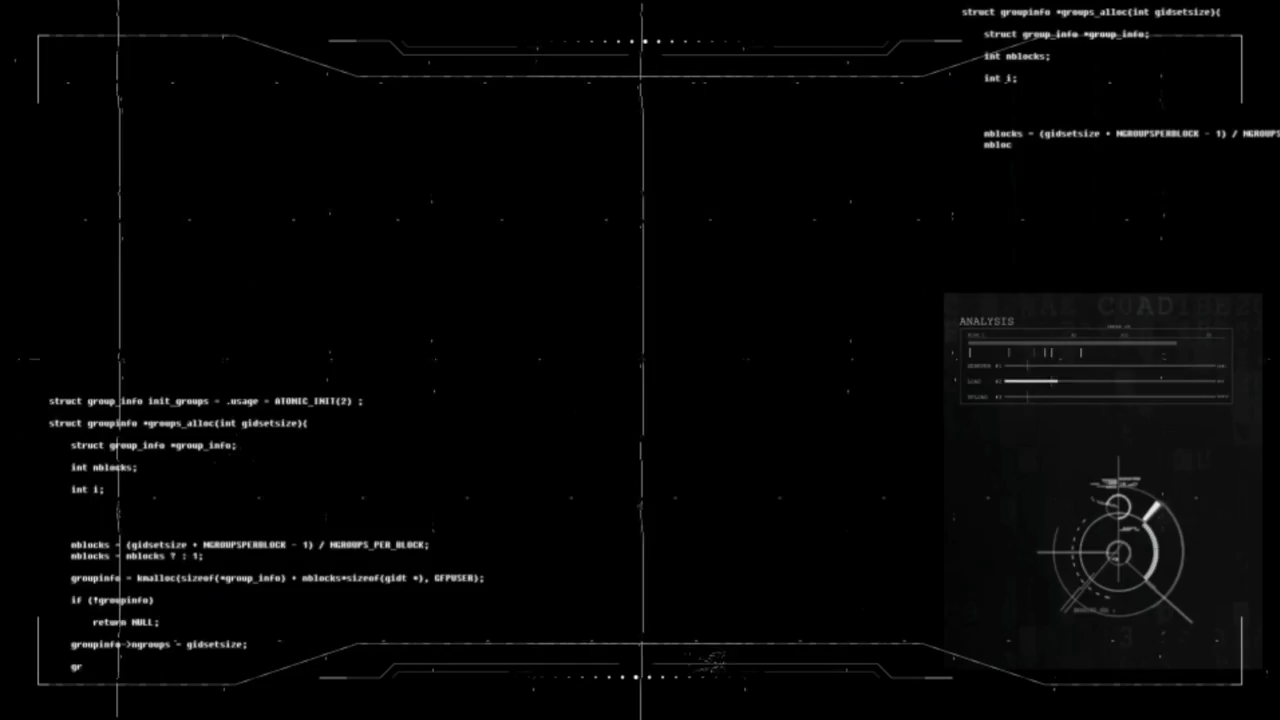 struct groupinfo *groups_alloc(int gidsetsize){
struct group_info *group_info;
int nblocks;
int i;
nblocks = (gidsetsize + NGROUPSPERBLOCK - 1) / NGROUPS
nbloc
ANALYSIS
LOAD
struct group_info init_groups = .usage = ATOMIC_INIT(2) ;
struct groupinfo *groups_alloc(int gidsetsize){
struct group_info *group_info;
int nblocks;
int i;
nblocks = (gidsetsize + NGROUPSPERBLOCK - 1) / NGROUPS_PER_BLOCK;
nblocks = nblocks ? : 1;
groupinfo = kmalloc(sizeof(*group_info) + nblocks*sizeof(gidt *), GFPUSER);
if (!groupinfo)
return NULL;
groupinfo->ngroups = gidsetsize;
gr